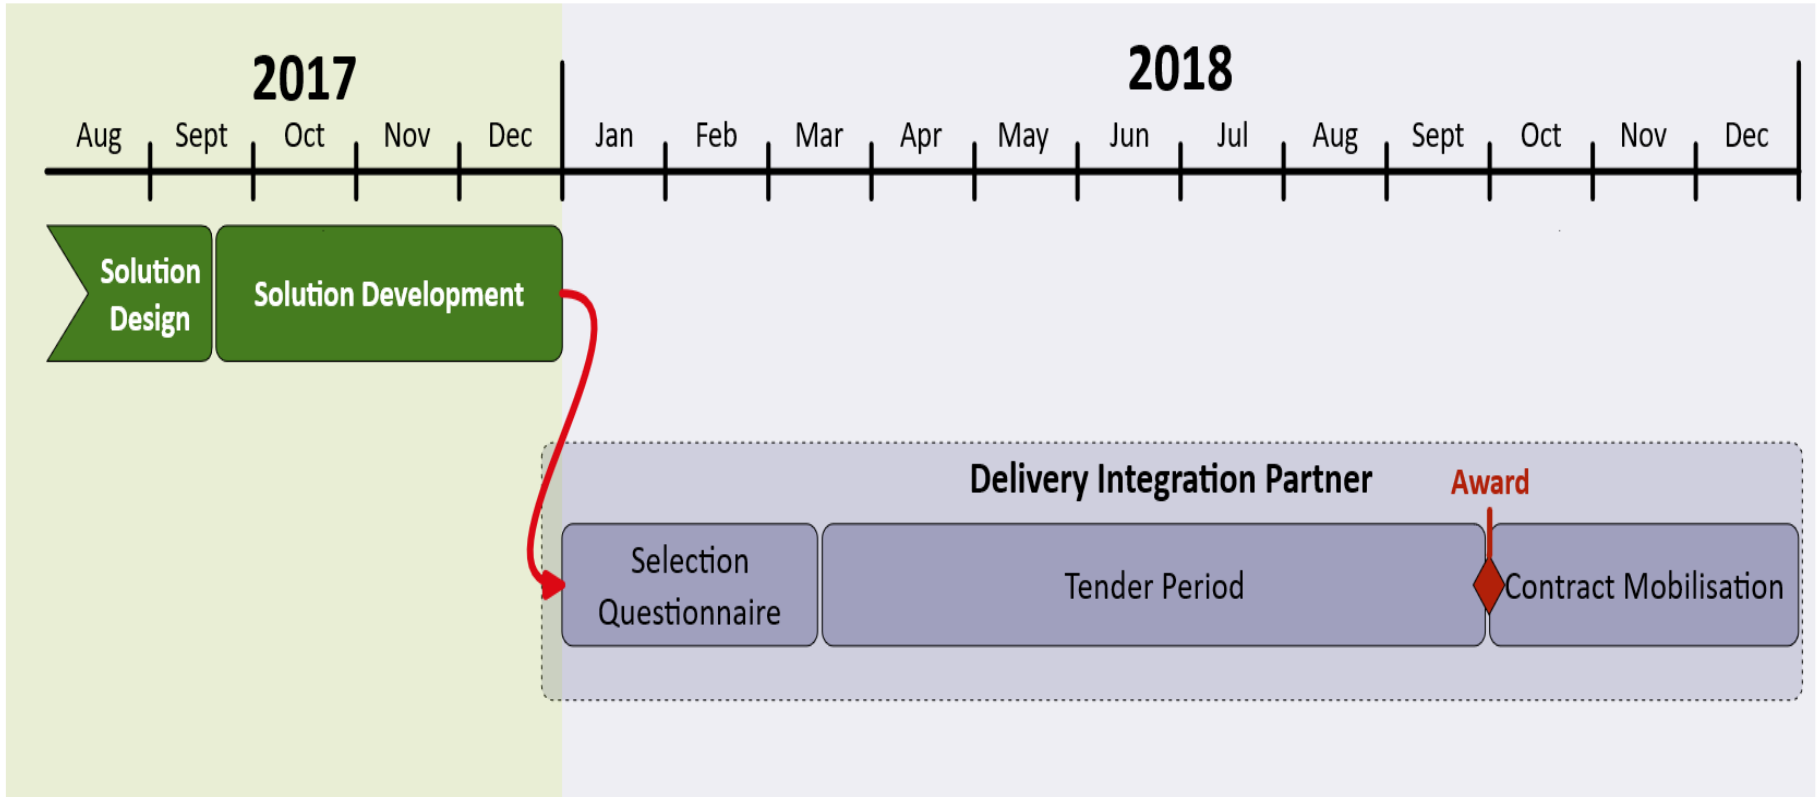 2017
2018
Aug Sept Oct Nov Dec Jan Feb Mar Apr May Jun Jul Aug Sept Oct Nov Dec
Solution
Design
Solution Development
Delivery Integration Partner
Award
Selection
Questionnaire
Tender Period
Contract Mobilisation